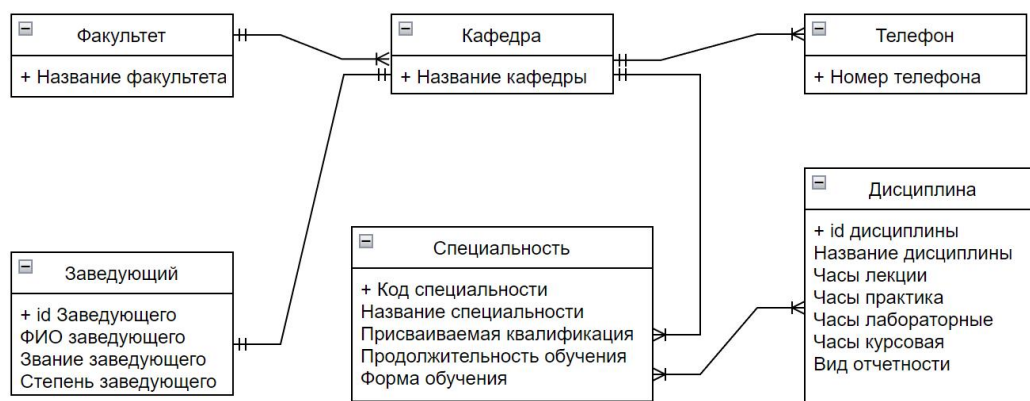 Факультет
+ Название факультета
Кафедра
+ Название кафедры
Телефон
+ Номер телефона
Заведующий
+ id Заведующего
ФИО заведующего
Звание заведующего
Степень заведующего
Специальность
+ Код специальности
Название специальности
Присваиваемая квалификация
Продолжительность обучения
Форма обучения
Дисциплина
+ id дисциплины
Название дисциплины
Часы лекции
Часы практика
Часы лабораторные
Часы курсовая
Вид отчетности